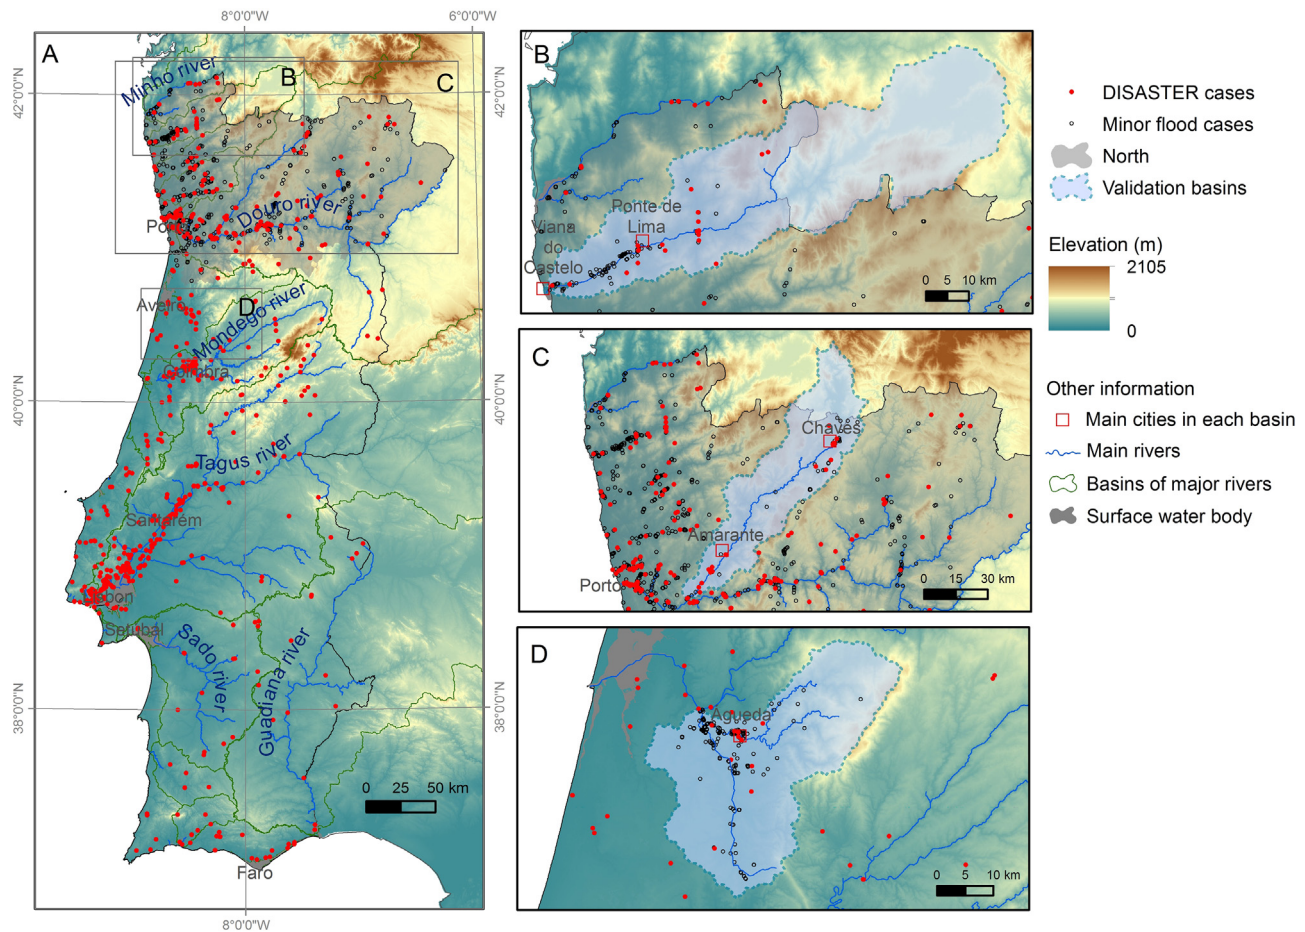 8°0'0"W
6°0'0"W
A
Minho river
B
C
42°0'0"N
42°0'0"N
Douro river
Aveiro
D
Mondego river
Coimbra
40°0'0"N
40°0'0"N
Tagus river
Santarém
Setubal
Sado river
Guadiana river
38°0'0"N
38°0'0"N
0 25 50 km
Faro
8°0'0"W
B
Ponte de
Lima
Viana
do
Castelo
0 5 10 km
C
Chaves
Amarante
Porto
0 15 30 km
D
Agueda
0 5 10 km
DISASTER cases
Minor flood cases
North
Validation basins
Elevation (m)
2105
0
Other information
Main cities in each basin
Main rivers
Basins of major rivers
Surface water body